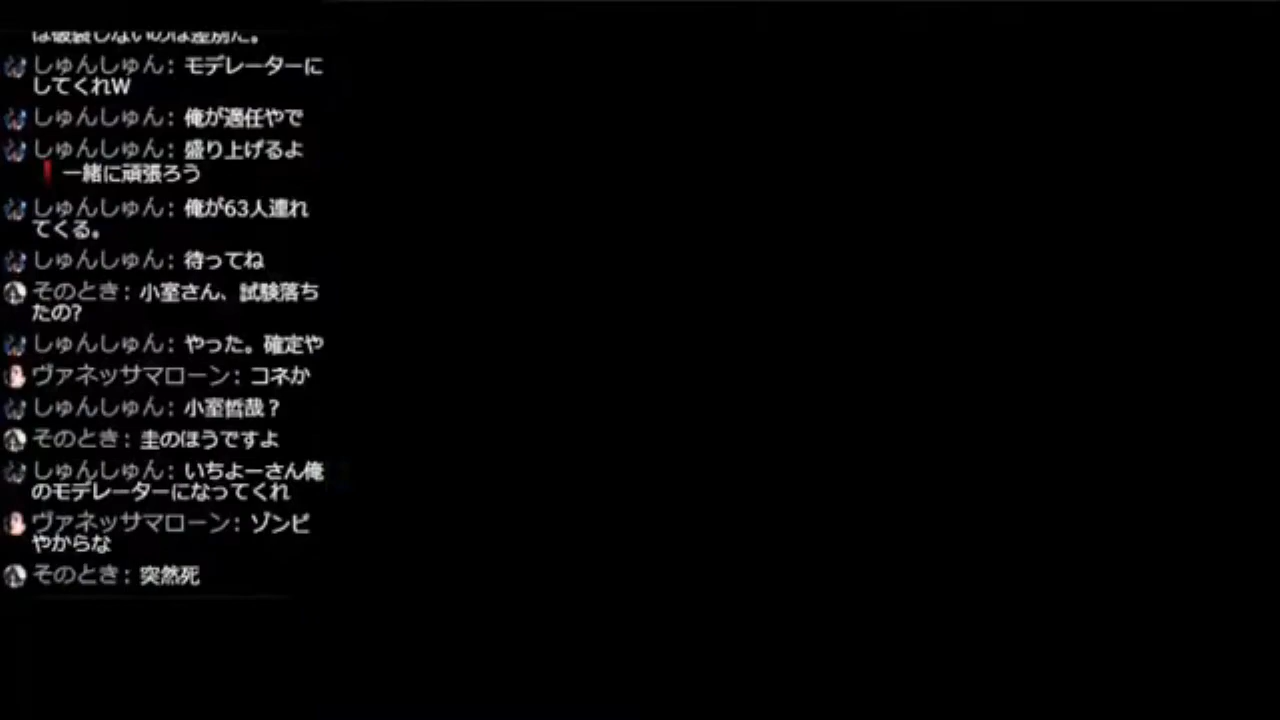 しゅんしゅん: モデレーターに
してくれW
しゅんしゅん: 俺が適任やで
しゅんしゅん: 盛り上げるよ
❗一緒に頑張ろう
しゅんしゅん: 俺が63人連れ
てくる。
しゅんしゅん: 待ってね
そのとき: 小室さん、試験落ち
たの?
しゅんしゅん: やった。確定や
ヴァネッサマローン: コネか
しゅんしゅん: 小室哲哉？
そのとき: 圭のほうですよ
しゅんしゅん: いちよーさん俺
のモデレーターになってくれ
ヴァネッサマローン: ゾンビ
やからな
そのとき: 突然死